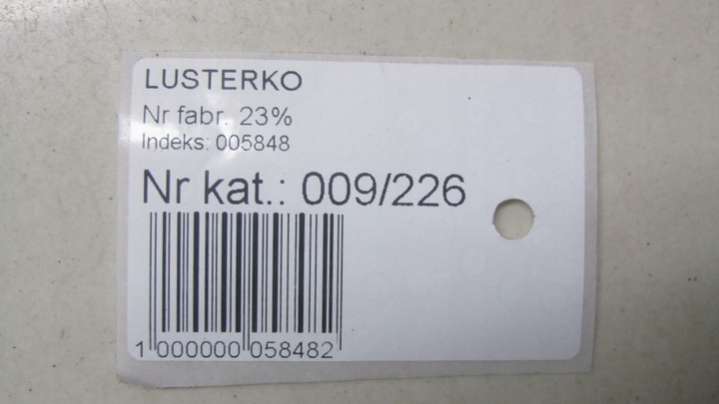 LUSTERKO
Nr fabr. 23%
Indeks: 005848
Nr kat.: 009/226
1 000000 058482